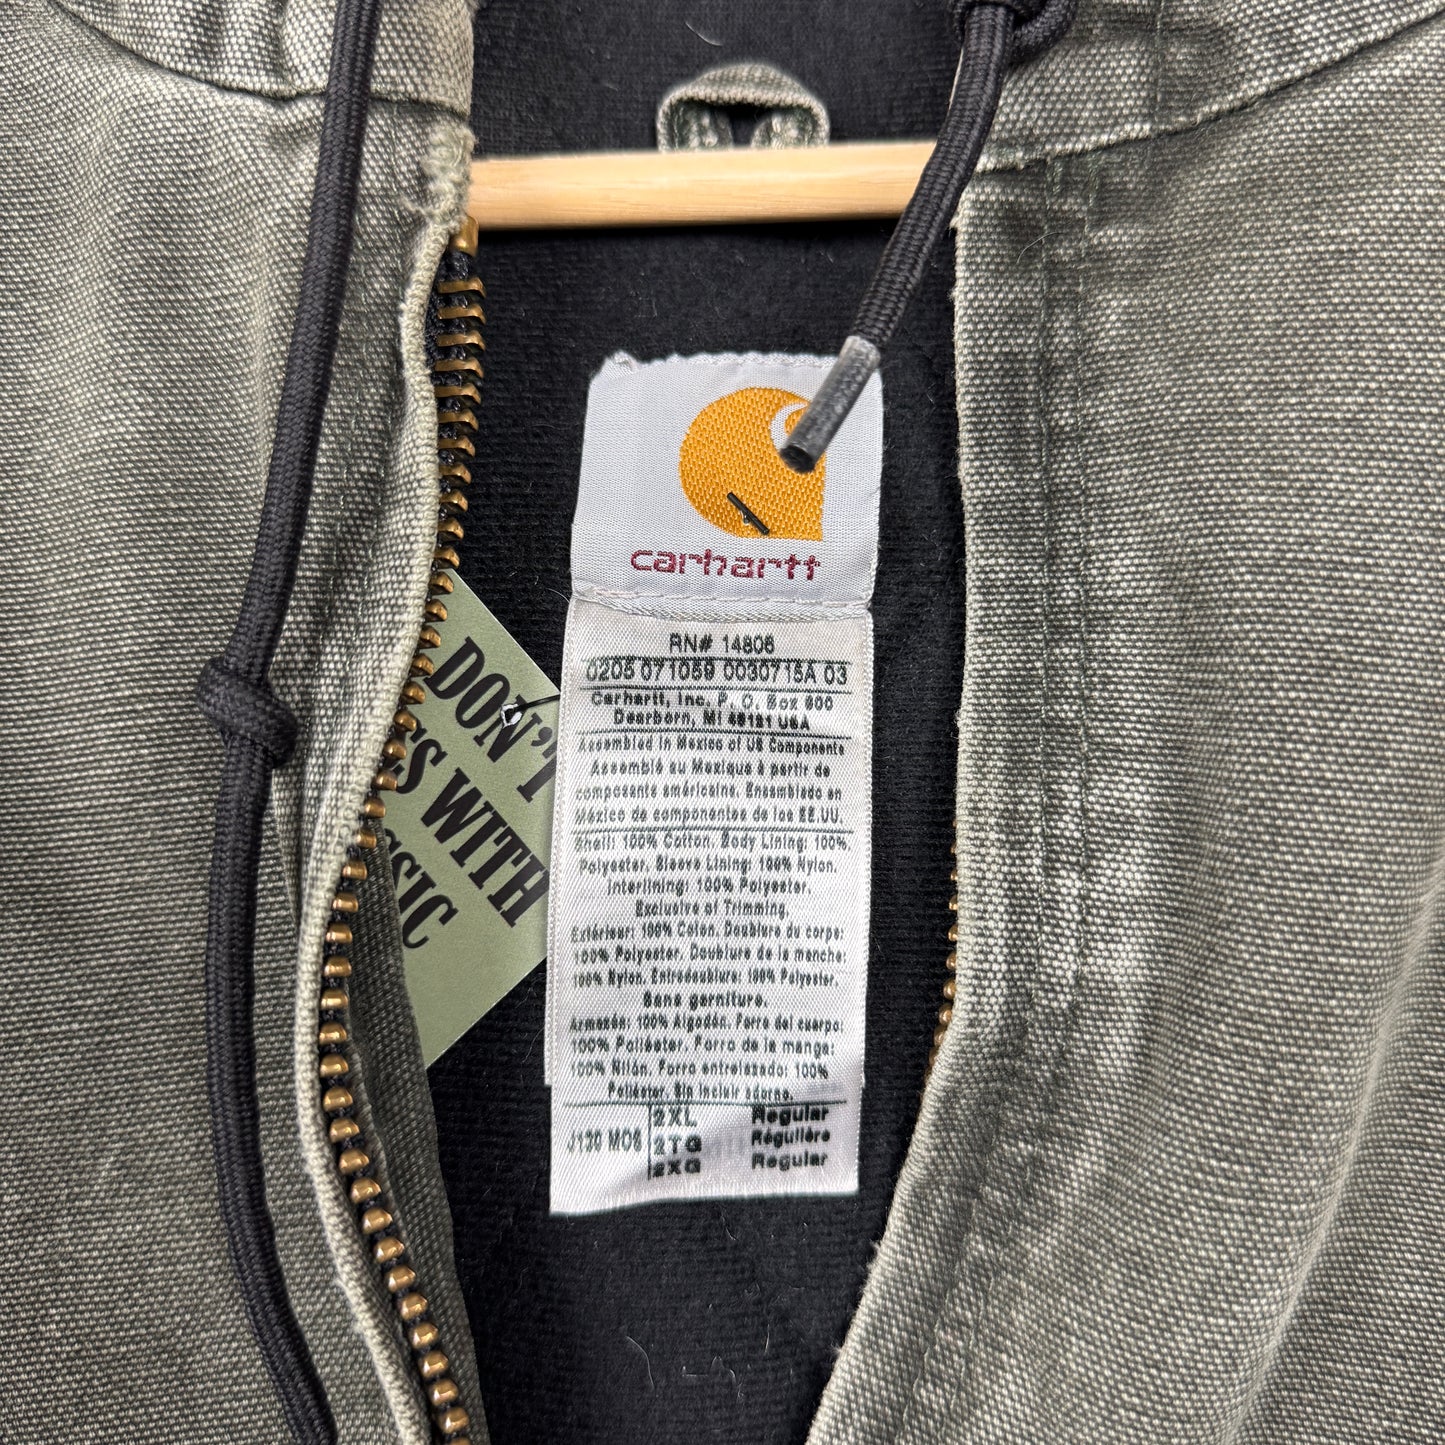 carhartt
RN# 14806
0205 071059 0030715A 03
Carhartt, Inc. P. O. Box 600
Dearborn, MI 48121 USA
Assembled in Mexico of US Components
Assemblé au Mexique à partir de
composants américains. Ensamblado en
México de componentes de los EE.UU.
Shell: 100% Cotton. Body Lining: 100%
Polyester. Sleeve Lining: 100% Nylon.
Interlining: 100% Polyester.
Exclusive of Trimming.
Extérieur: 100% Coton. Doublure du corps:
100% Polyester. Doublure de la manche:
100% Nylon. Entredoublure: 100% Polyester.
Sans garniture.
Armazón: 100% Algodón. Forro del cuerpo:
100% Poliéster. Forro de la manga:
100% Nilón. Forro entrelazado: 100%
Poliéster. Sin incluir adorno.
J130 MOS
2XL Regular
2TG Régulière
2XG Regular
DON'T
WITH